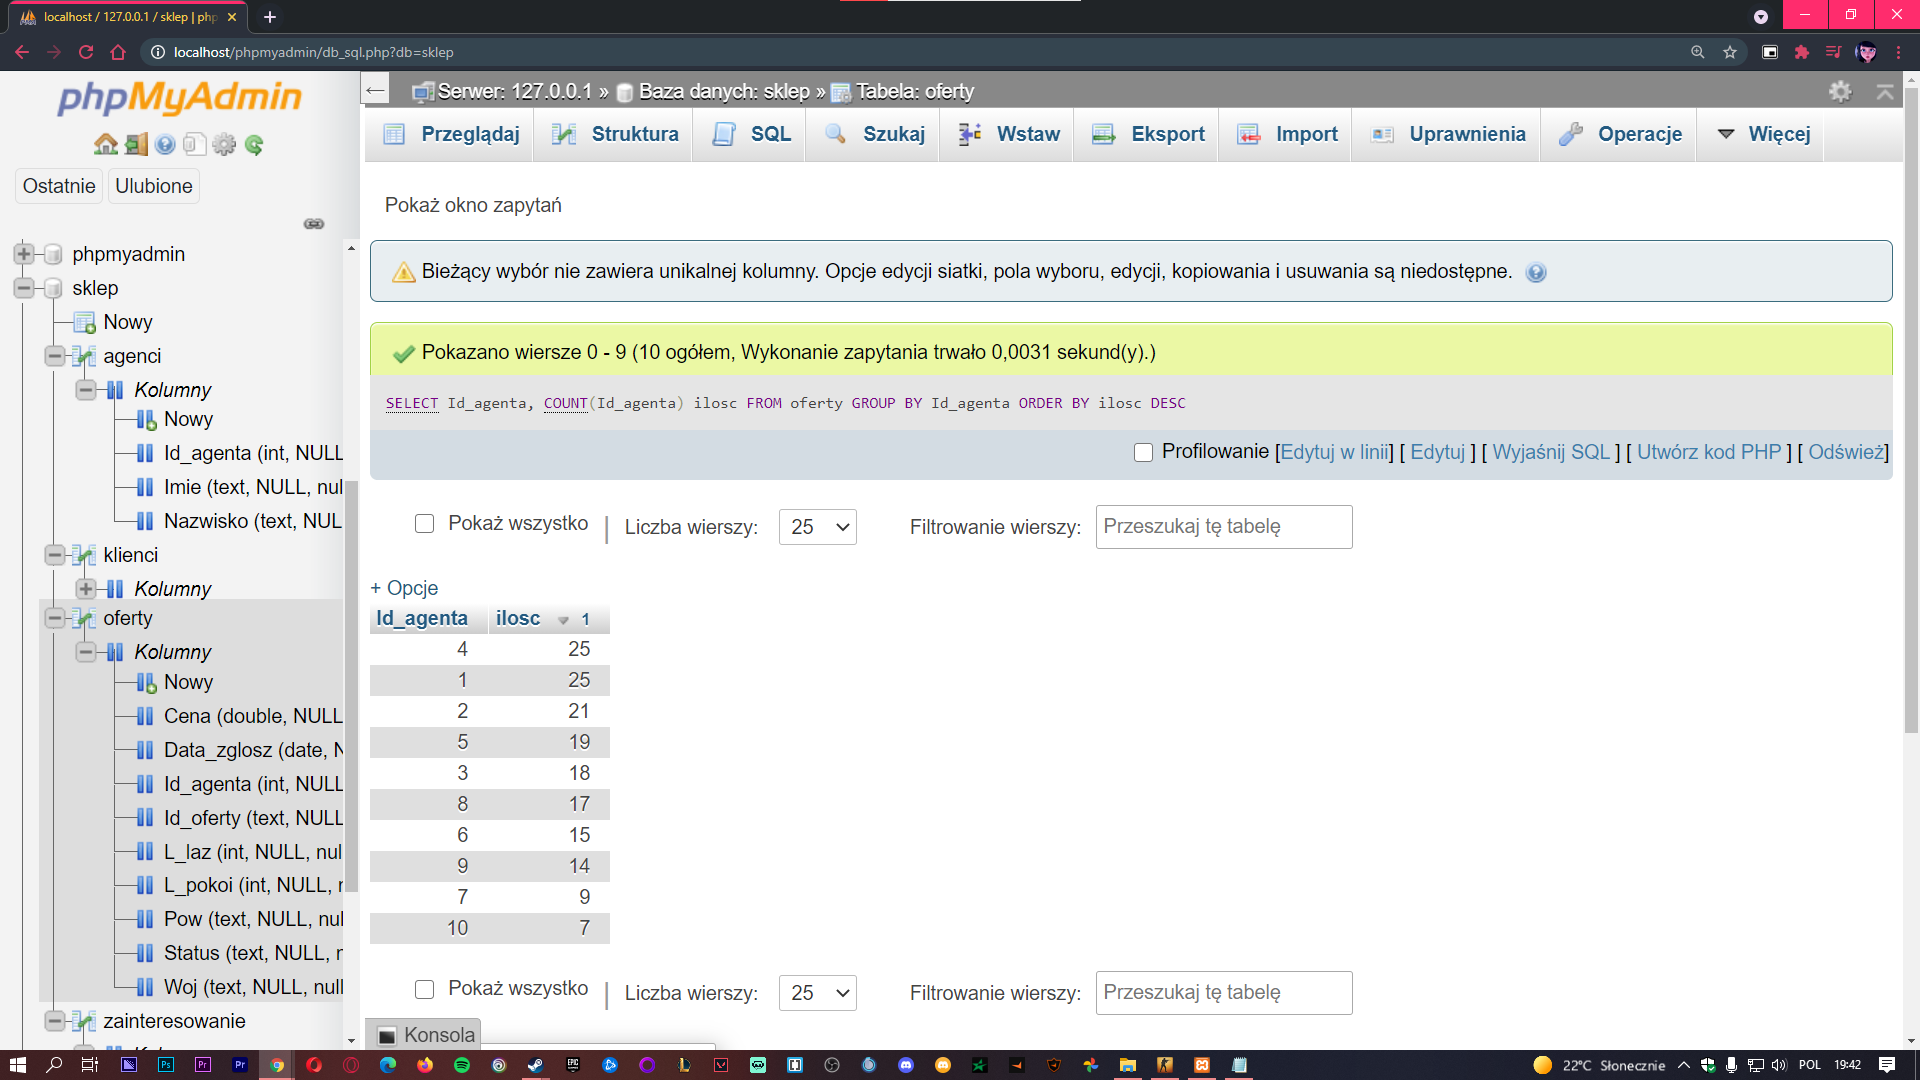 localhost / 127.0.0.1 / sklep | php
localhost/phpmyadmin/db_sql.php?db=sklep
phpMyAdmin
Ostatnie
Ulubione
phpmyadmin
sklep
Nowy
agenci
Kolumny
Nowy
Id_agenta (int, NULL
Imie (text, NULL, nul
Nazwisko (text, NUL
klienci
Kolumny
oferty
Kolumny
Nowy
Cena (double, NULL
Data_zglosz (date, N
Id_agenta (int, NULL
Id_oferty (text, NULL
L_laz (int, NULL, nul
L_pokoi (int, NULL, r
Pow (text, NULL, nul
Status (text, NULL, r
Woj (text, NULL, null
zainteresowanie
Serwer: 127.0.0.1 » Baza danych: sklep » Tabela: oferty
Przeglądaj Struktura SQL Szukaj Wstaw Eksport Import Uprawnienia Operacje Więcej
Pokaż okno zapytań
Bieżący wybór nie zawiera unikalnej kolumny. Opcje edycji siatki, pola wyboru, edycji, kopiowania i usuwania są niedostępne.
Pokazano wiersze 0 - 9 (10 ogółem, Wykonanie zapytania trwało 0,0031 sekund(y).)
SELECT Id_agenta, COUNT(Id_agenta) ilosc FROM oferty GROUP BY Id_agenta ORDER BY ilosc DESC
Profilowanie [Edytuj w linii] [ Edytuj ] [ Wyjaśnij SQL ] [ Utwórz kod PHP ] [ Odśwież]
Pokaż wszystko | Liczba wierszy: 25 Filtrowanie wierszy: Przeszukaj tę tabelę
+ Opcje
Id_agenta ilosc 1
4 25
1 25
2 21
5 19
3 18
8 17
6 15
9 14
7 9
10 7
Pokaż wszystko | Liczba wierszy: 25 Filtrowanie wierszy: Przeszukaj tę tabelę
Konsola
22°C Słonecznie POL 19:42